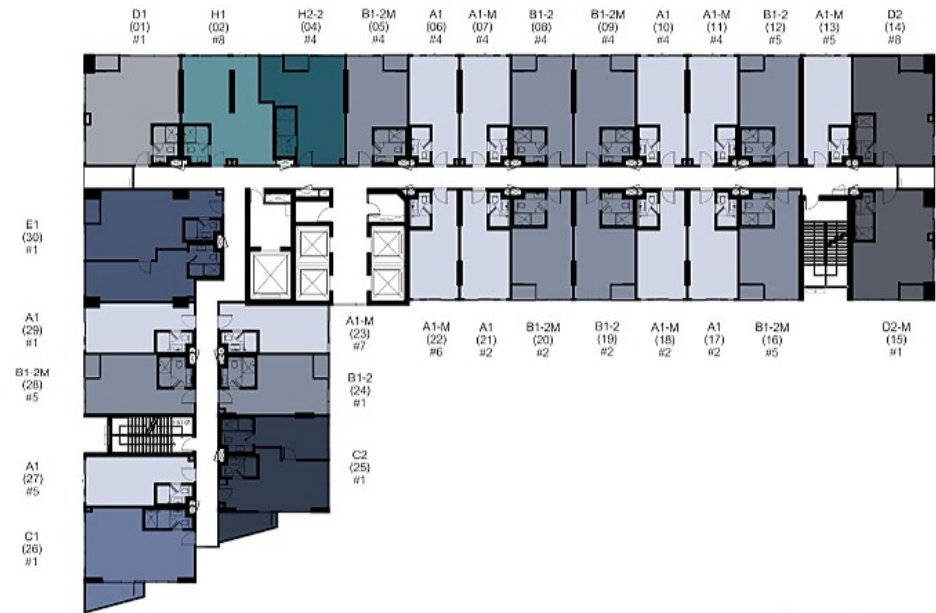 D1
(01)
#1
H1
(02)
#8
H2-2
(04)
#4
B1-2M
(05)
#4
A1
(06)
#4
A1-M
(07)
#4
B1-2
(08)
#4
B1-2M
(09)
#4
A1
(10)
#4
A1-M
(11)
#4
B1-2
(12)
#5
A1-M
(13)
#5
D2
(14)
#8
E1
(30)
#1
A1
(29)
#1
B1-2M
(28)
#5
A1
(27)
#5
C1
(26)
#1
A1-M
(23)
#7
B1-2
(24)
#1
C2
(25)
#1
A1-M
(22)
#6
A1
(21)
#2
B1-2M
(20)
#2
B1-2
(19)
#2
A1-M
(18)
#2
A1
(17)
#2
B1-2M
(16)
#5
D2-M
(15)
#1